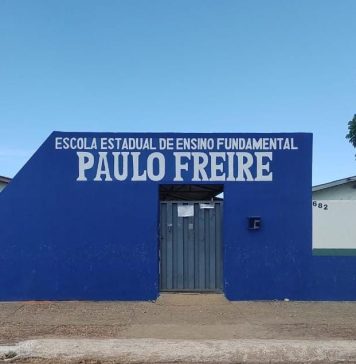 ESCOLA ESTADUAL DE ENSINO FUNDAMENTAL
PAULO FREIRE
682